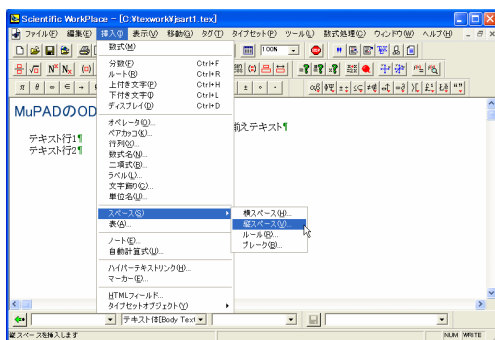 Scientific WorkPlace - [C:¥texwork¥jsart1.tex]
ファイル(F) 編集(E) 挿入(I) 表示(V) 移動(G) タグ(T) タイプセット(P) ツール(L) 数式処理(C) ウィンドウ(W) ヘルプ(H)
100%
数式(M)
分数(F) Ctrl+F
ルート(R) Ctrl+R
上付き文字(P) Ctrl+H
下付き文字(I) Ctrl+L
ディスプレイ(D) Ctrl+D
オペレータ(O)...
ペアカッコ(K)...
行列(X)...
数式名(N)...
二項式(B)...
ラベル(L)...
文字飾り(C)...
単位名(U)...
スペース(S)
表(A)...
ノート(E)...
自動計算式(U)...
ハイパーテキストリンク(H)...
マーカー(E)...
HTMLフィールド...
タイプセットオブジェクト(Y)
横スペース(H)...
縦スペース(V)...
ルール(R)...
ブレーク(B)...
MuPADのOD
テキスト行1
テキスト行2
揃えテキスト
テキスト体[Body Text
縦スペースを挿入します
NUM WRITE